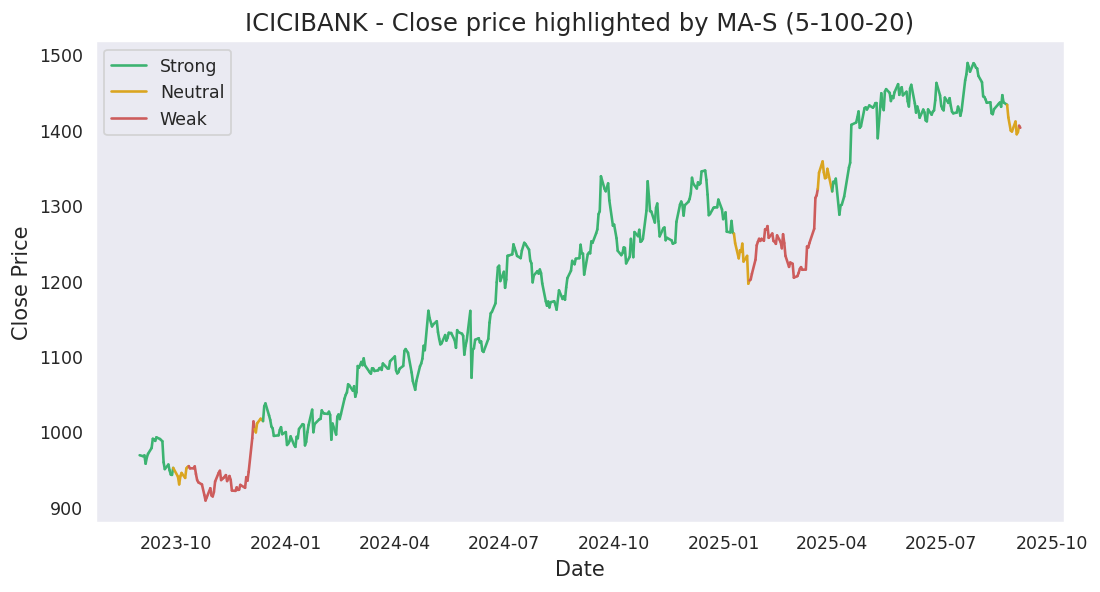 ICICIBANK - Close price highlighted by MA-S (5-100-20)
Strong
Neutral
Weak
Close Price
1500
1400
1300
1200
1100
1000
900
2023-10 2024-01 2024-04 2024-07 2024-10 2025-01 2025-04 2025-07 2025-10
Date